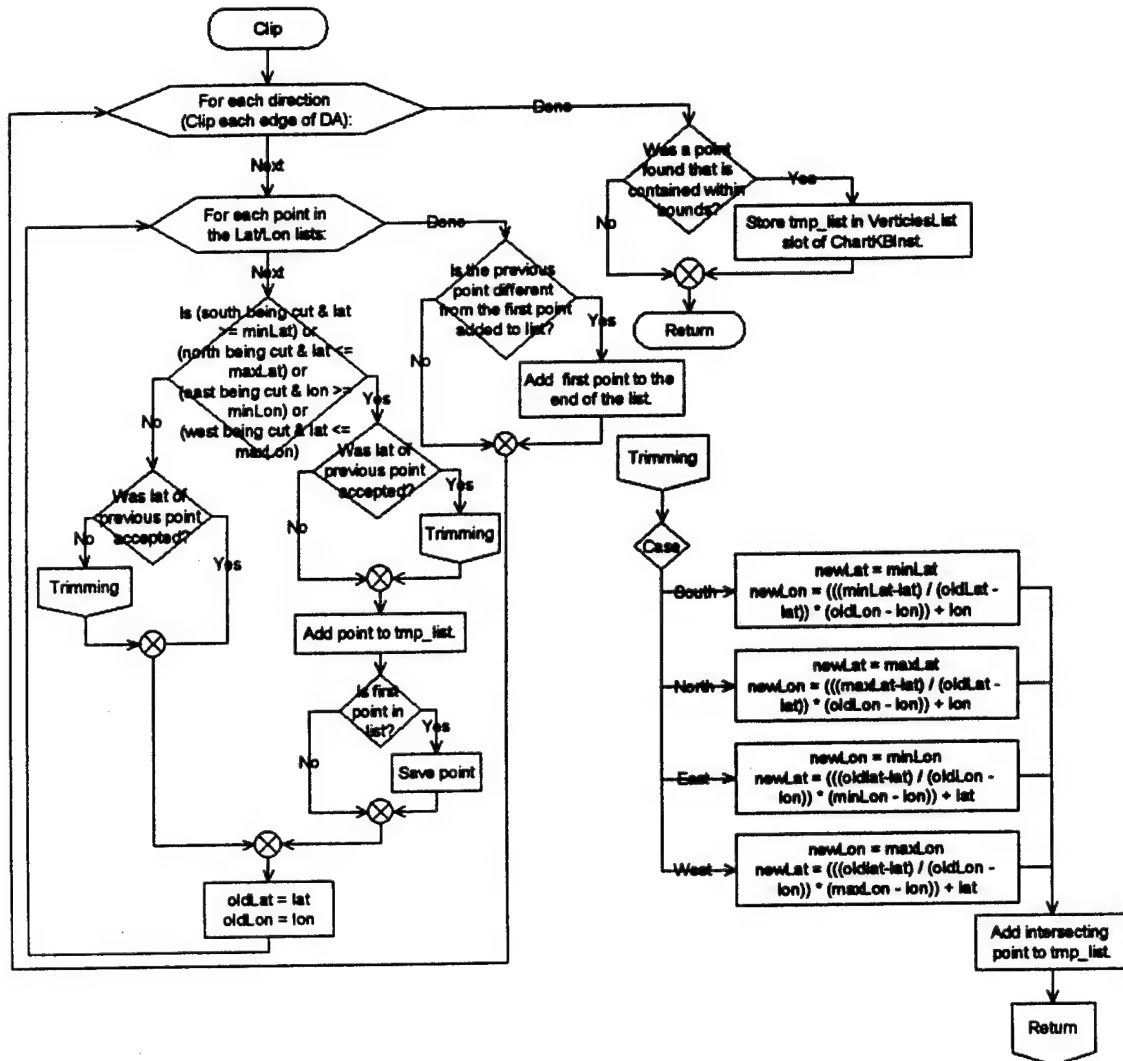 Clip
For each direction
(Clip each edge of DA):
Done
Next
Was a point
found that is
contained within
bounds?
Yes
No
Store tmp_list in VerticiesList
slot of ChartKBInst.
Return
For each point in
the Lat/Lon lists:
Done
Next
Is the previous
point different
from the first point
added to list?
Yes
No
Add first point to the
end of the list.
Is (south being cut & lat
>= minLat) or
(north being cut & lat <=
maxLat) or
(east being cut & lon >=
minLon) or
(west being cut & lat <=
maxLon)
No
Yes
Was lat of
previous point
accepted?
No
Yes
Trimming
Was lat of
previous point
accepted?
No
Yes
Trimming
Add point to tmp_list.
Is first
point in
list?
No
Yes
Save point
oldLat = lat
oldLon = lon
Trimming
Case
South
newLat = minLat
newLon = (((minLat-lat) / (oldLat -
lat)) * (oldLon - lon)) + lon
North
newLat = maxLat
newLon = (((maxLat-lat) / (oldLat -
lat)) * (oldLon - lon)) + lon
East
newLon = minLon
newLat = (((oldlat-lat) / (oldLon -
lon)) * (minLon - lon)) + lat
West
newLon = maxLon
newLat = (((oldlat-lat) / (oldLon -
lon)) * (maxLon - lon)) + lat
Add intersecting
point to tmp_list.
Return